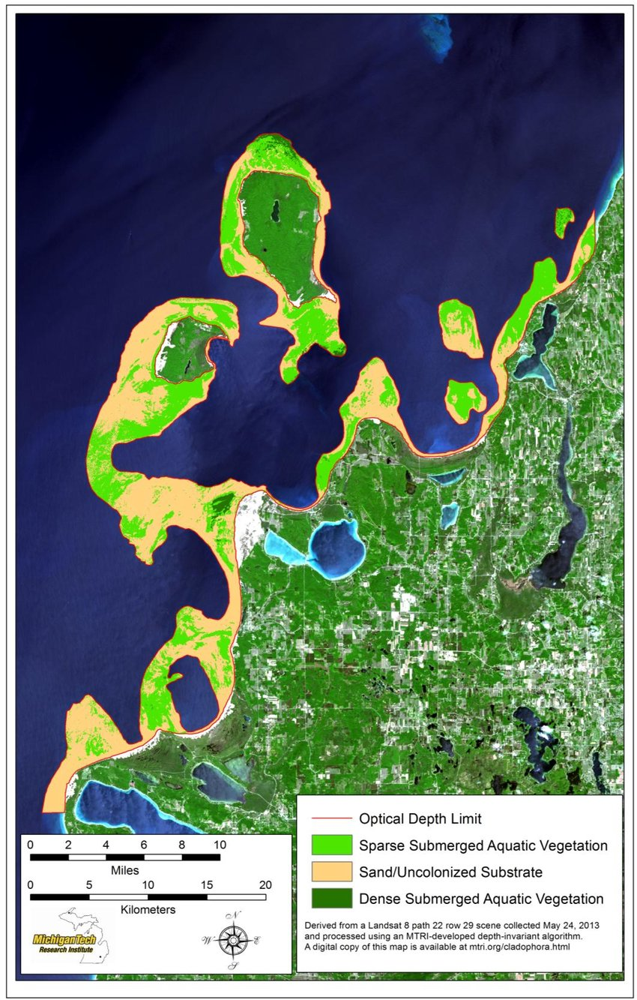 Optical Depth Limit
Sparse Submerged Aquatic Vegetation
Sand/Uncolonized Substrate
Dense Submerged Aquatic Vegetation
Derived from a Landsat 8 path 22 row 29 scene collected May 24, 2013
and processed using an MTRI-developed depth-invariant algorithm.
A digital copy of this map is available at mtri.org/cladophora.html
0 2 4 6 8 10
Miles
0 5 10 15 20
Kilometers
MichiganTech
Research Institute
N
W E
S